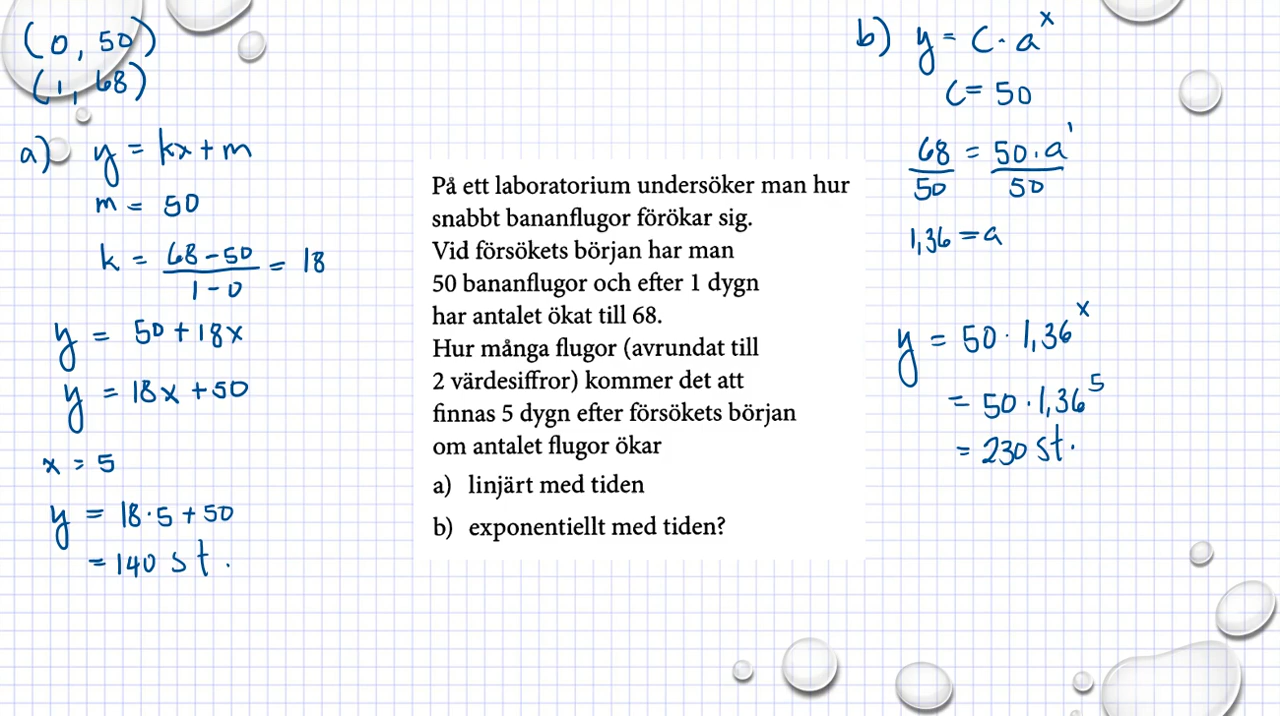 (0, 50)
(1, 68)
a) y = kx + m
m = 50
k = 68 - 50 / 1 - 0 = 18
y = 50 + 18x
y = 18x + 50
x = 5
y = 18 · 5 + 50
= 140 st.
På ett laboratorium undersöker man hur
snabbt bananflugor förökar sig.
Vid försökets början har man
50 bananflugor och efter 1 dygn
har antalet ökat till 68.
Hur många flugor (avrundat till
2 värdesiffror) kommer det att
finnas 5 dygn efter försökets början
om antalet flugor ökar
a) linjärt med tiden
b) exponentiellt med tiden?
b) y = C · a^x
C = 50
68 / 50 = 50 · a^1 / 50
1,36 = a
y = 50 · 1,36^x
= 50 · 1,36^5
= 230 st.